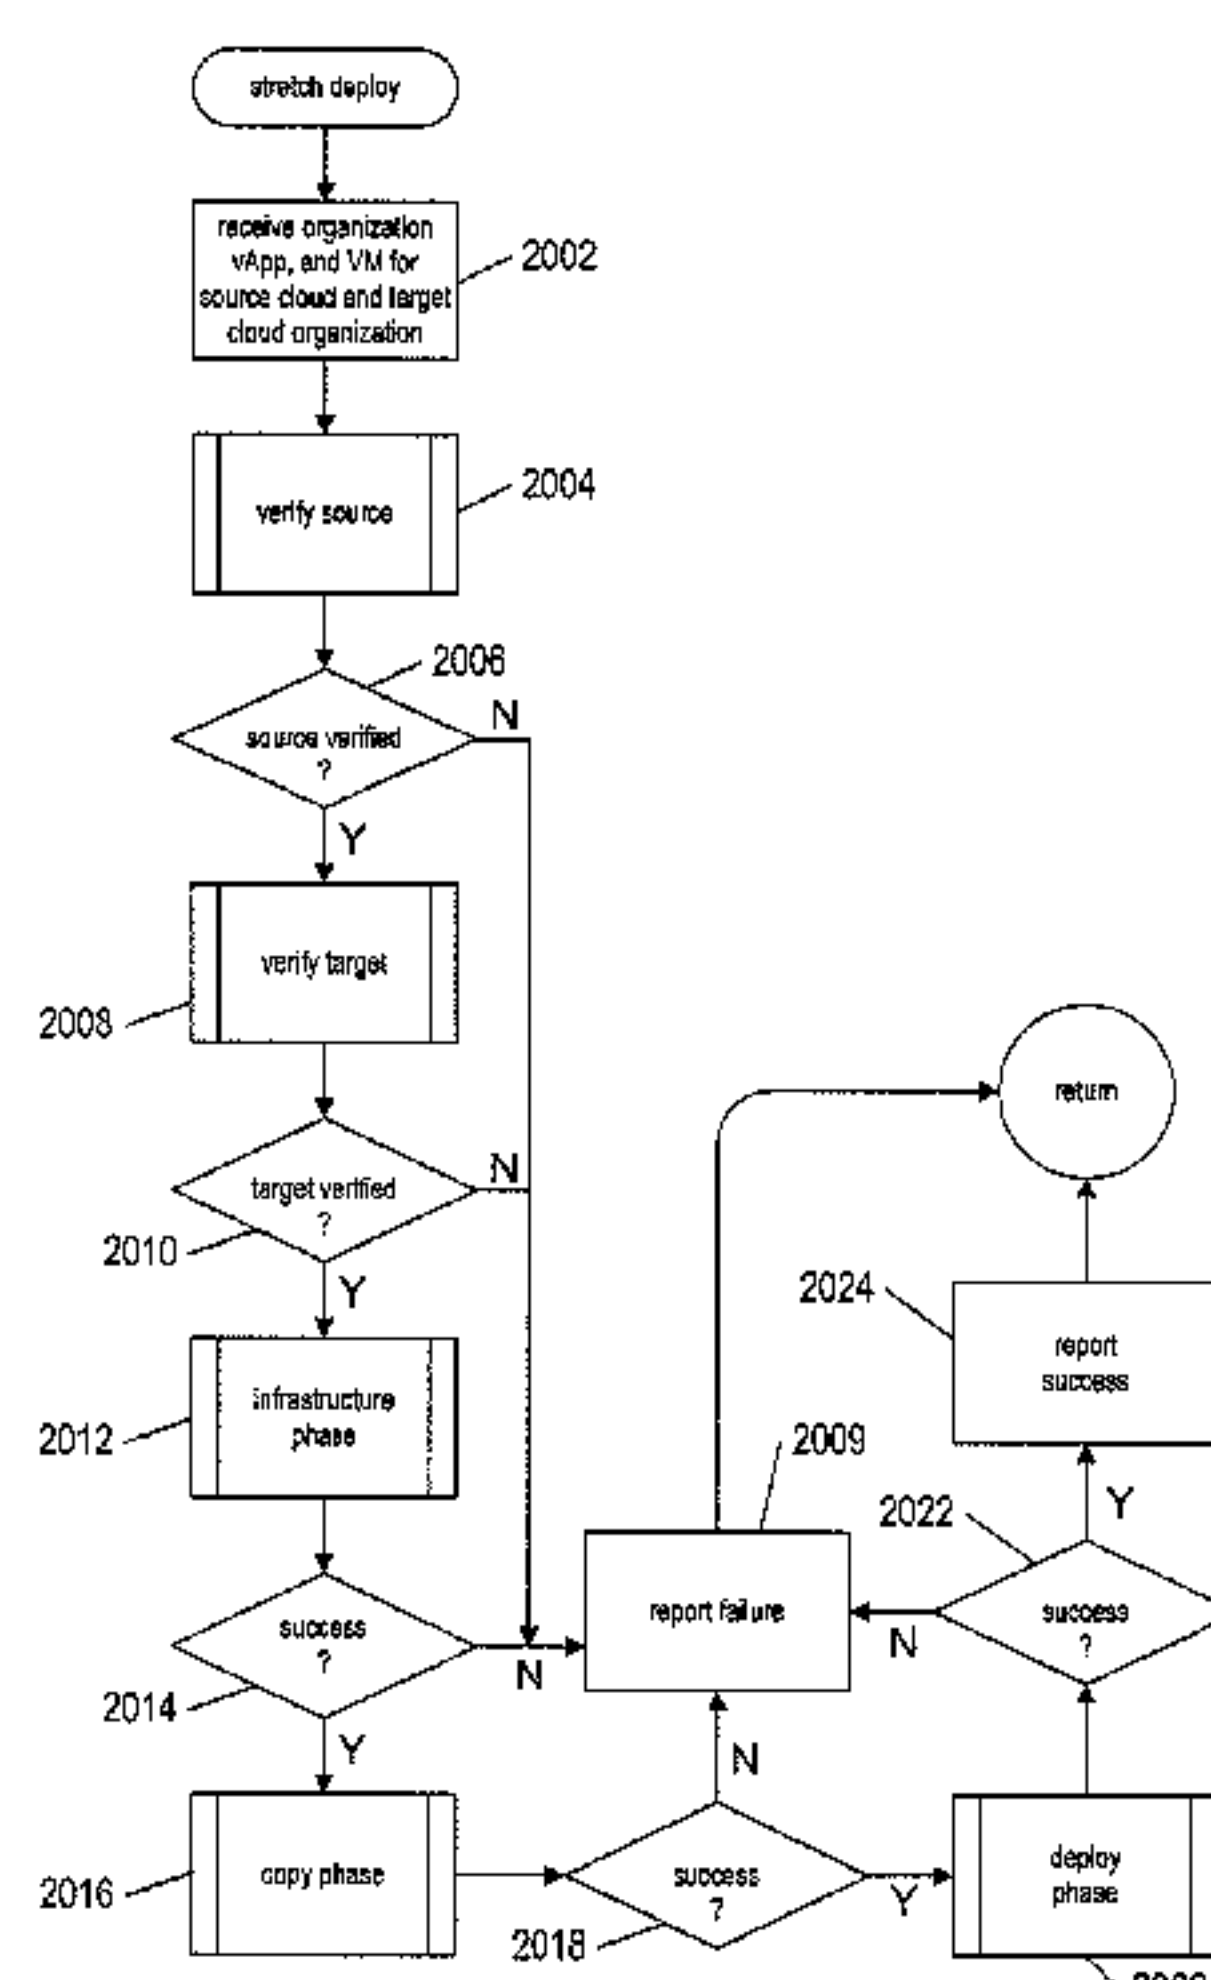 stretch deploy
receive organization
vApp, and VM for
source cloud and target
cloud organization
2002
verify source
2004
2006
source verified
?
N
Y
verify target
2008
target verified
?
N
2010
Y
infrastructure
phase
2012
success
?
N
2014
Y
copy phase
2016
success
?
2018
N
Y
report failure
2009
deploy
phase
success
?
2022
N
Y
report
success
2024
return